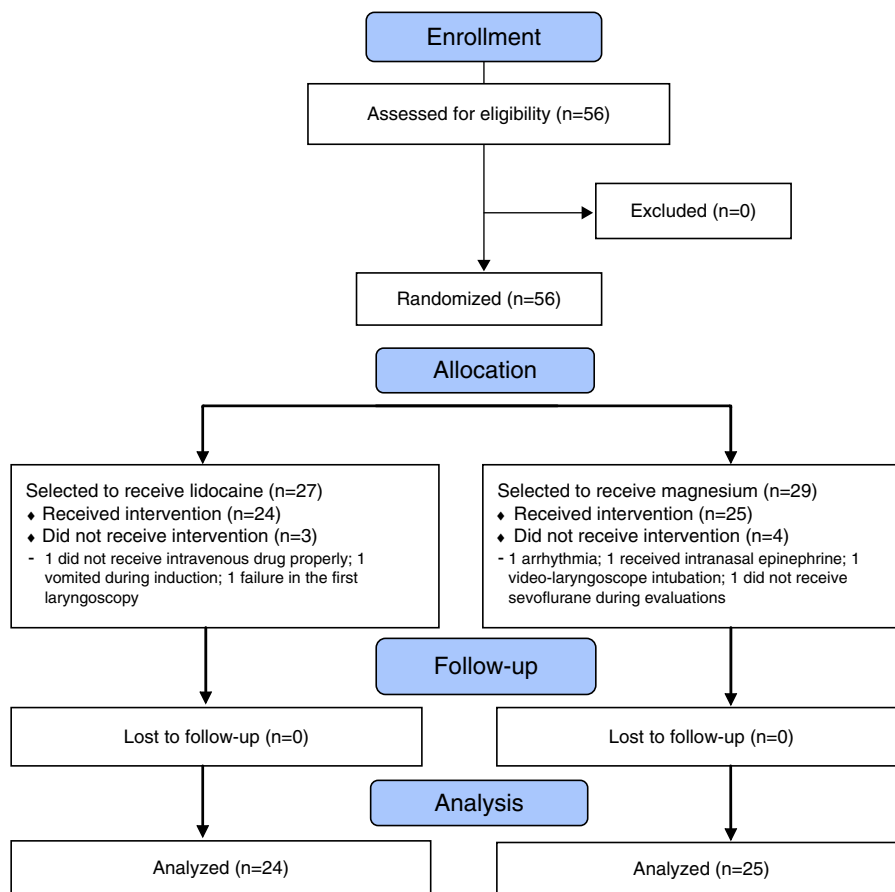 Enrollment
Assessed for eligibility (n=56)
Excluded (n=0)
Randomized (n=56)
Allocation
Selected to receive lidocaine (n=27)
♦ Received intervention (n=24)
♦ Did not receive intervention (n=3)
- 1 did not receive intravenous drug properly; 1
vomited during induction; 1 failure in the first
laryngoscopy
Selected to receive magnesium (n=29)
♦ Received intervention (n=25)
♦ Did not receive intervention (n=4)
- 1 arrhythmia; 1 received intranasal epinephrine; 1
video-laryngoscope intubation; 1 did not receive
sevoflurane during evaluations
Follow-up
Lost to follow-up (n=0)
Lost to follow-up (n=0)
Analysis
Analyzed (n=24)
Analyzed (n=25)